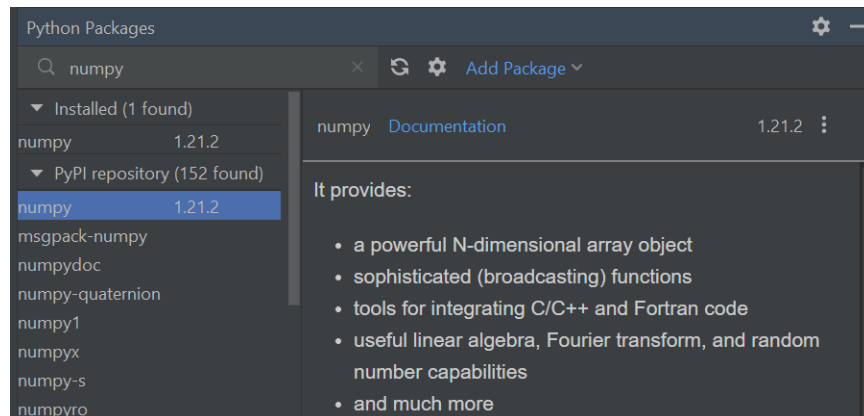 Python Packages
numpy
Add Package
Installed (1 found)
numpy 1.21.2
PyPI repository (152 found)
numpy 1.21.2
msgpack-numpy
numpydoc
numpy-quaternion
numpy1
numpyx
numpy-s
numpyro
numpy Documentation 1.21.2
It provides:
• a powerful N-dimensional array object
• sophisticated (broadcasting) functions
• tools for integrating C/C++ and Fortran code
• useful linear algebra, Fourier transform, and random
number capabilities
• and much more